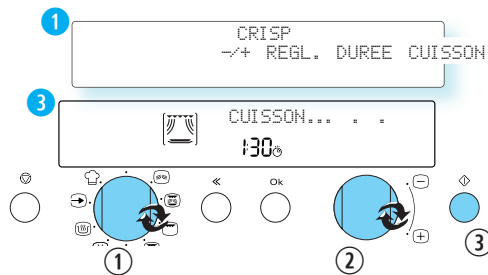 1
CRISP
-/+ REGL. DUREE CUISSON
3
CUISSON... . .
1:30
« Ok
1 2 3